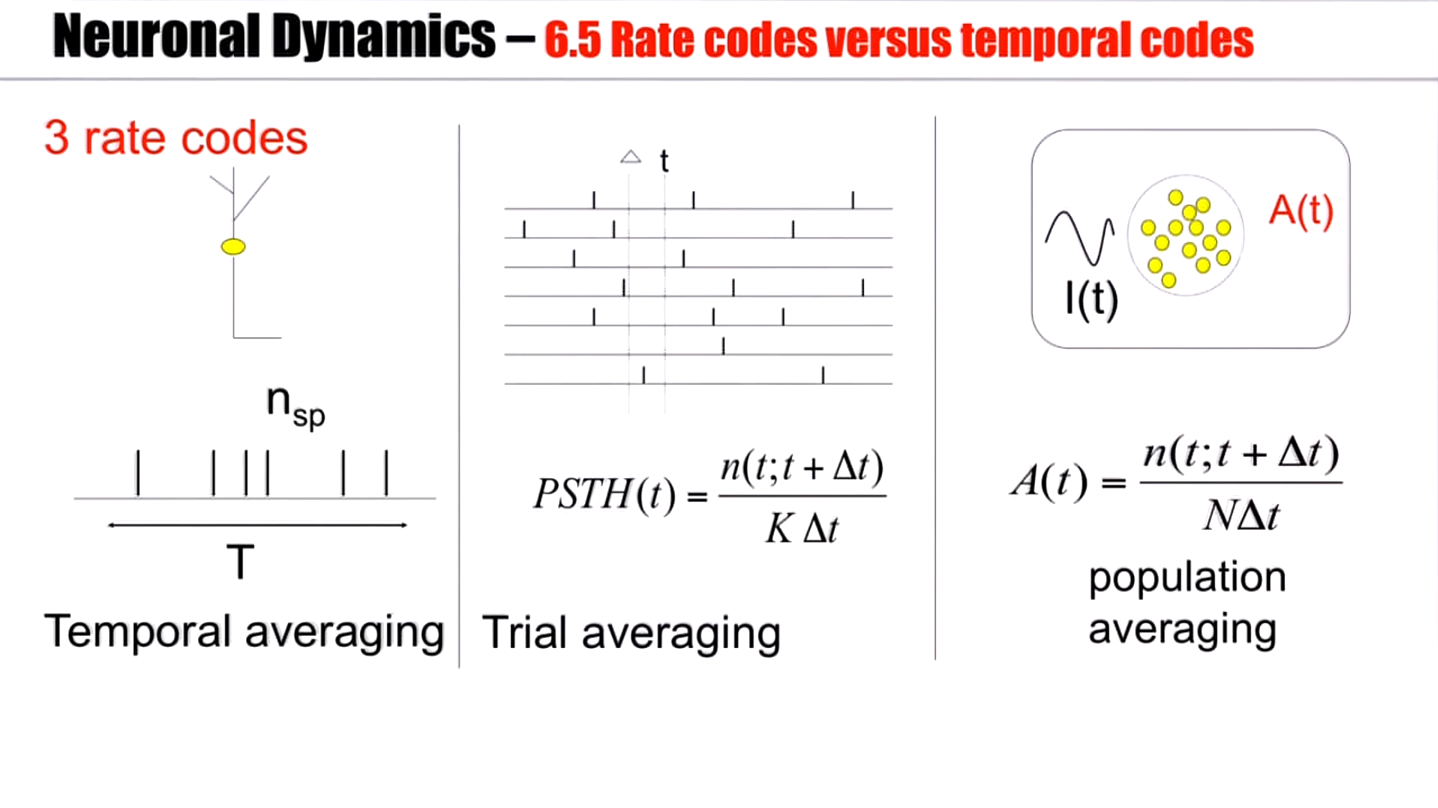 Neuronal Dynamics – 6.5 Rate codes versus temporal codes
3 rate codes
n_sp
T
Temporal averaging
Δ t
PSTH(t) = n(t; t + Δt) / K Δt
Trial averaging
I(t)
A(t)
A(t) = n(t; t + Δt) / NΔt
population
averaging